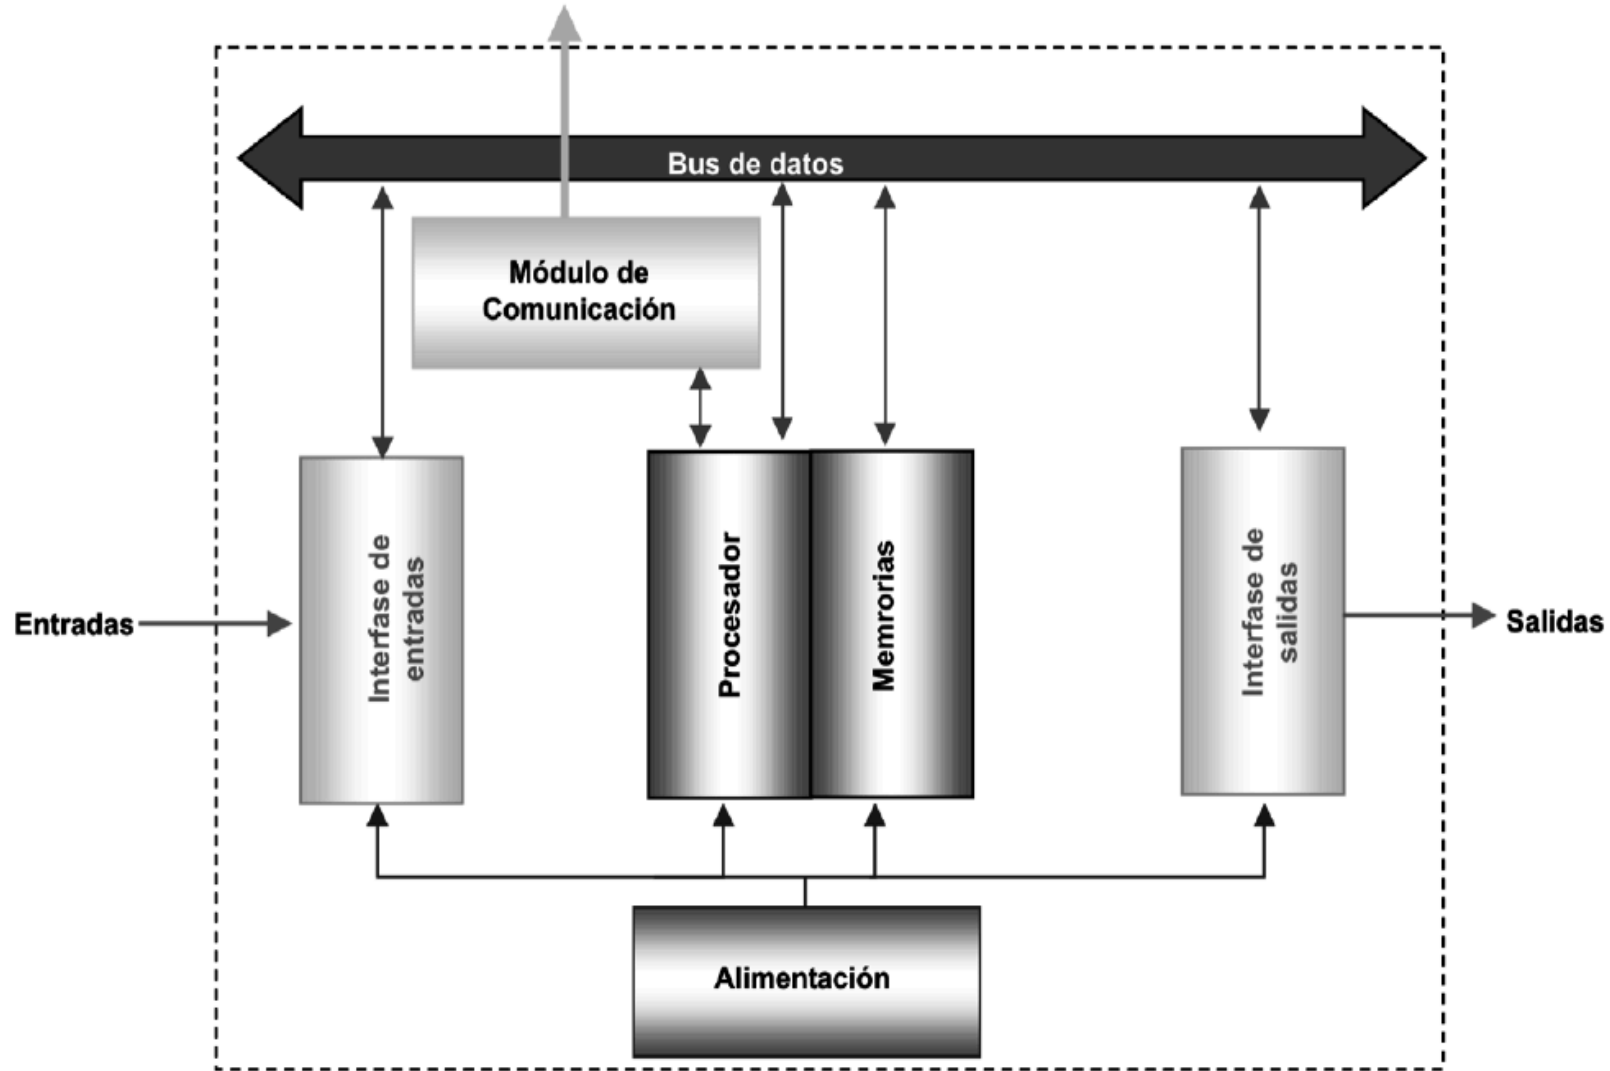 Bus de datos
Módulo de
Comunicación
Interfase de
entradas
Procesador
Memrorias
Interfase de
salidas
Entradas
Salidas
Alimentación